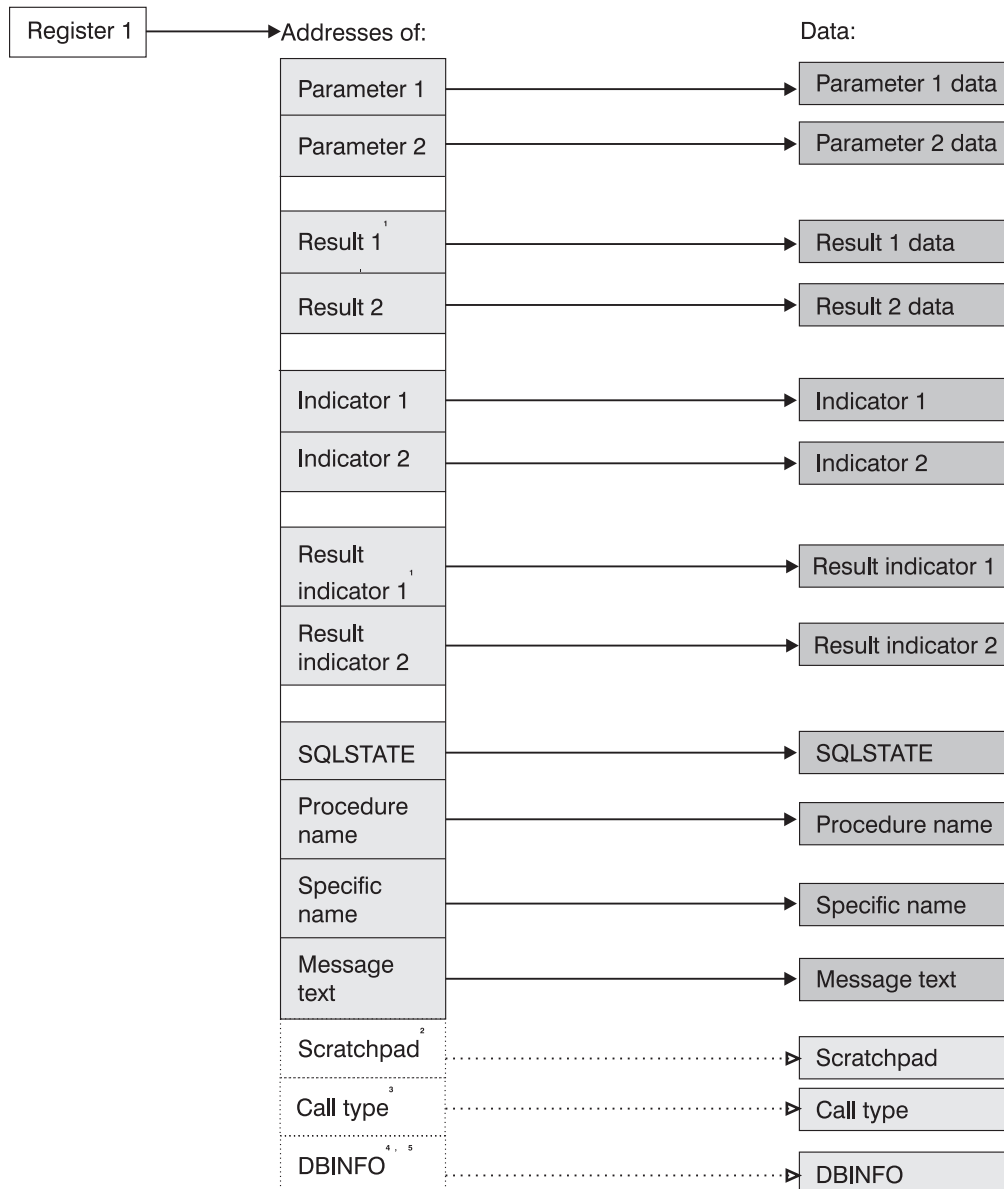 Register 1
Addresses of:
Data:
Parameter 1
Parameter 1 data
Parameter 2
Parameter 2 data
Result 1¹
Result 1 data
Result 2
Result 2 data
Indicator 1
Indicator 1
Indicator 2
Indicator 2
Result
indicator 1¹
Result indicator 1
Result
indicator 2
Result indicator 2
SQLSTATE
SQLSTATE
Procedure
name
Procedure name
Specific
name
Specific name
Message
text
Message text
Scratchpad²
Scratchpad
Call type³
Call type
DBINFO⁴,⁵
DBINFO